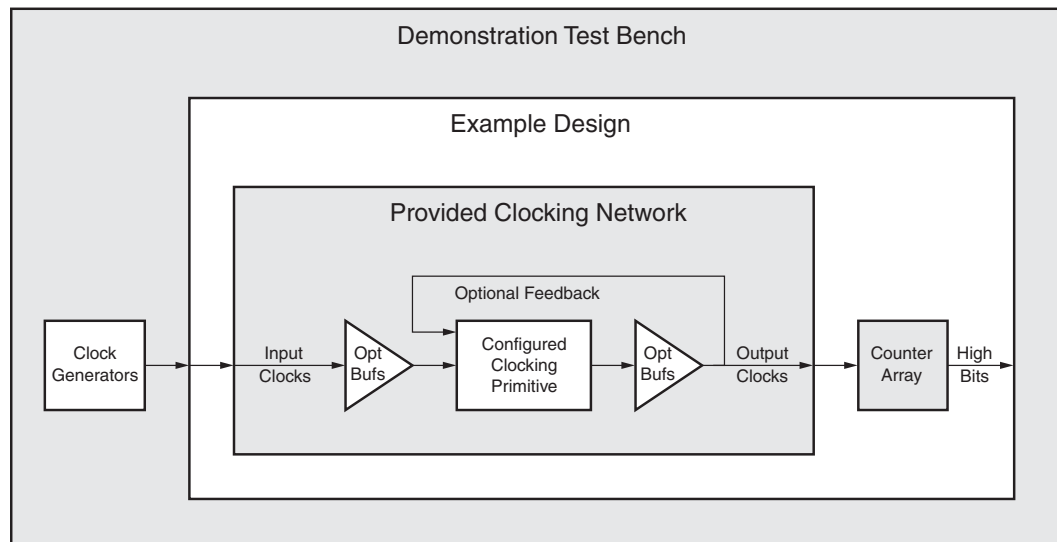 Demonstration Test Bench
Example Design
Provided Clocking Network
Optional Feedback
Clock
Generators
Input
Clocks
Opt
Bufs
Configured
Clocking
Primitive
Opt
Bufs
Output
Clocks
Counter
Array
High
Bits